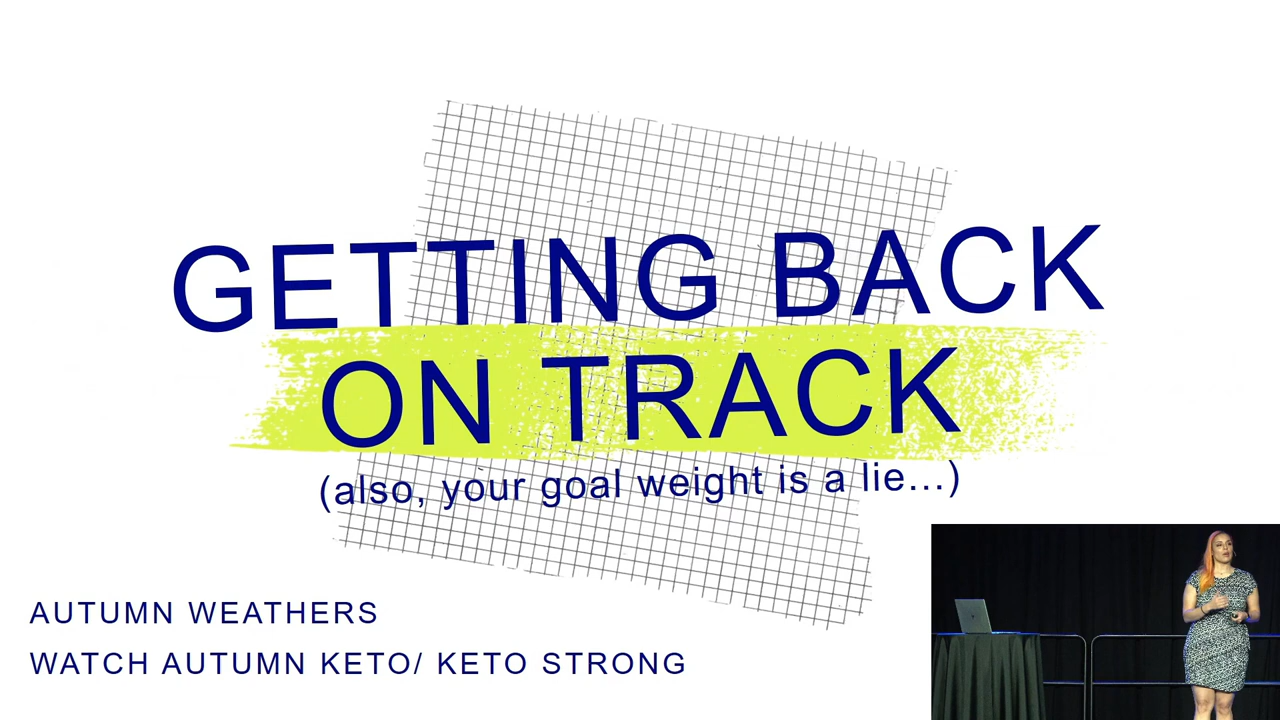 GETTING BACK
ON TRACK
(also, your goal weight is a lie...)
AUTUMN WEATHERS
WATCH AUTUMN KETO/ KETO STRONG